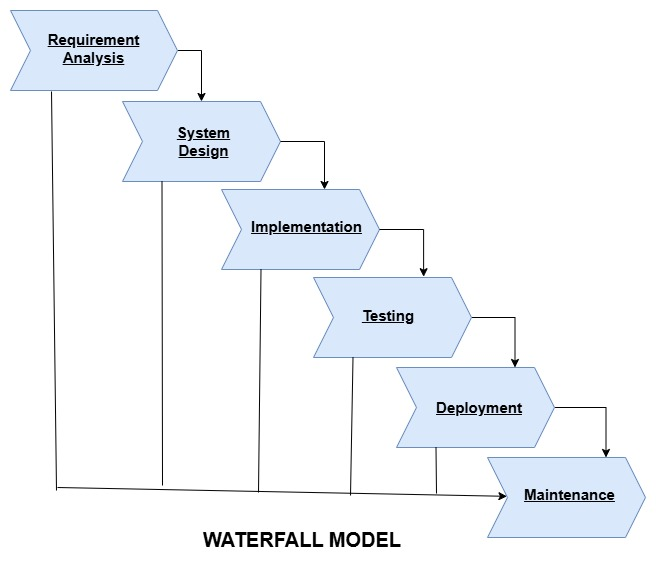 Requirement
Analysis
System
Design
Implementation
Testing
Deployment
Maintenance
WATERFALL MODEL